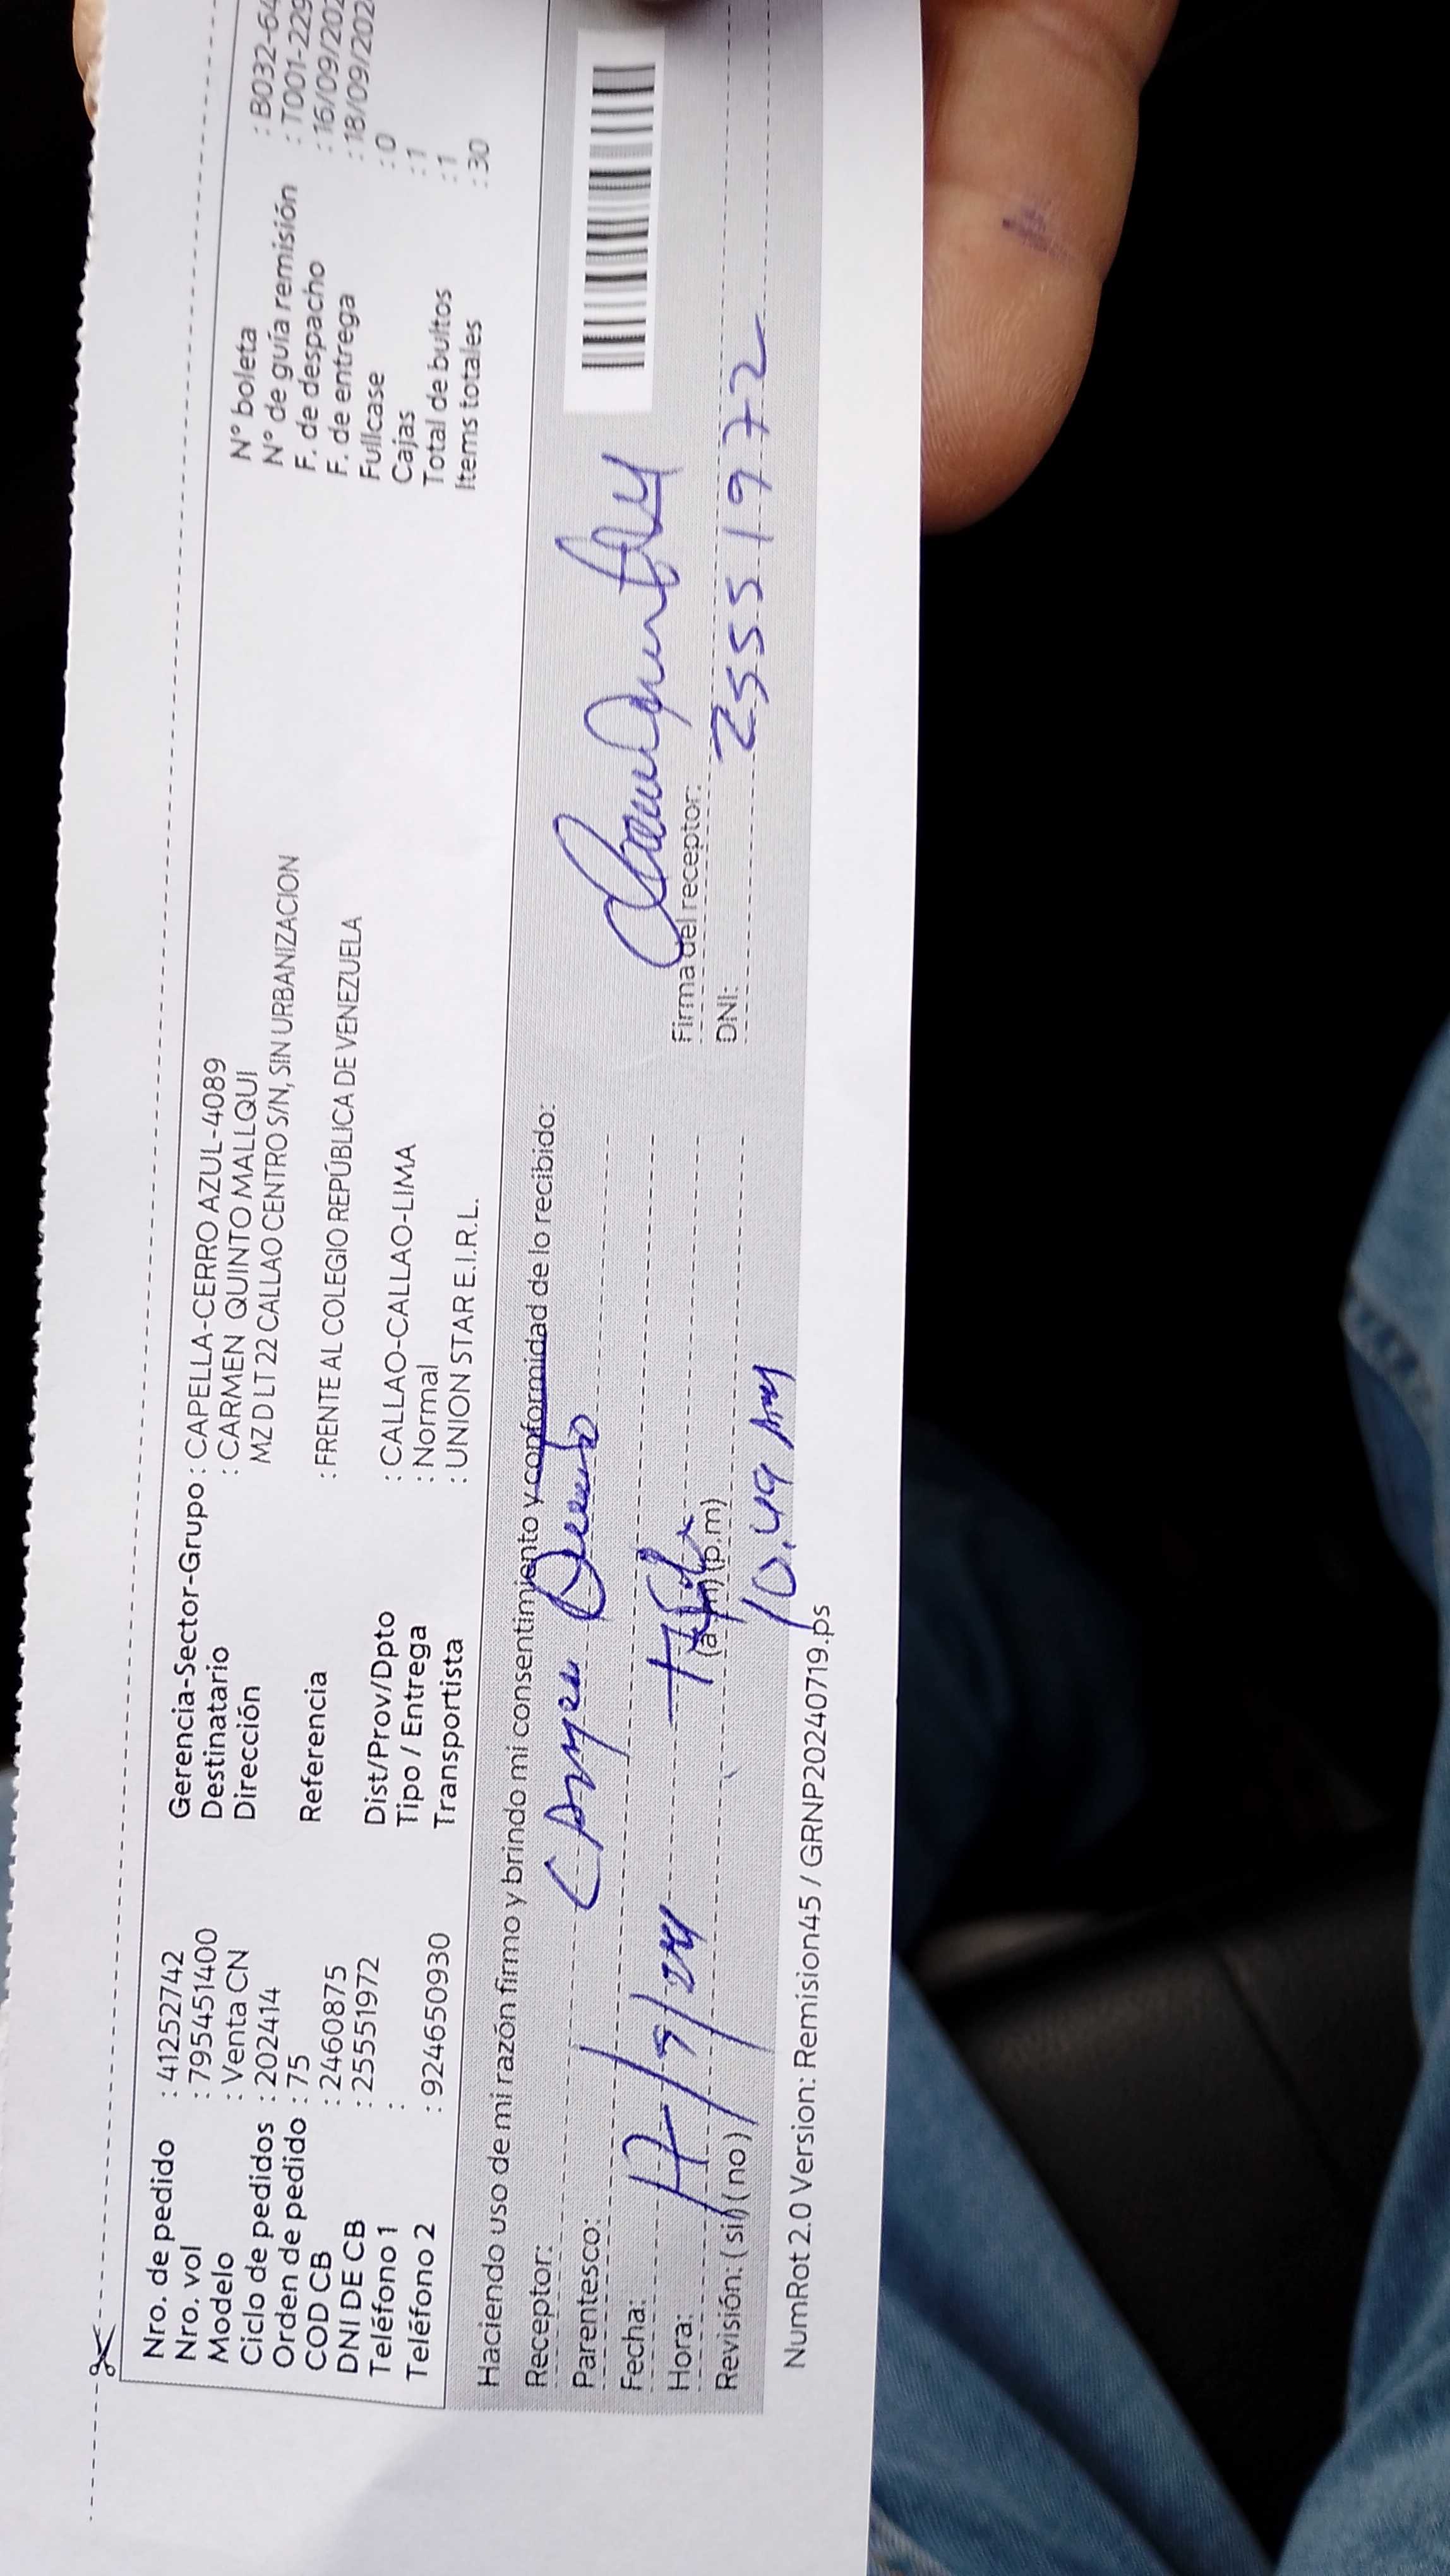 Nro. de pedido : 41252742
Nro. vol : 795451400
Modelo : Venta CN
Ciclo de pedidos : 202414
Orden de pedido : 75
COD CB : 2460875
DNI DE CB : 25551972
Teléfono 1 :
Teléfono 2 : 924650930
Gerencia-Sector-Grupo : CAPELLA-CERRO AZUL-4089
Destinatario : CARMEN QUINTO MALLQUI
Dirección MZ D LT 22 CALLAO CENTRO S/N, SIN URBANIZACION
Referencia : FRENTE AL COLEGIO REPÚBLICA DE VENEZUELA
Dist/Prov/Dpto : CALLAO-CALLAO-LIMA
Tipo / Entrega : Normal
Transportista : UNION STAR E.I.R.L.
N° boleta : B032-64
N° de guía remisión : T001-229
F. de despacho : 16/09/202
F. de entrega : 18/09/202
Fullcase : 0
Cajas : 1
Total de bultos : 1
Items totales : 30
Haciendo uso de mi razón firmo y brindo mi consentimiento y conformidad de lo recibido:
Receptor:
Parentesco:
Fecha: 17/9/24
Hora: (a.m) (p.m)
10.49 am
Revisión: (si) (no)
Firma del receptor:
DNI: 25551972
NumRot 2.0 Version: Remision45 / GRNP20240719.ps